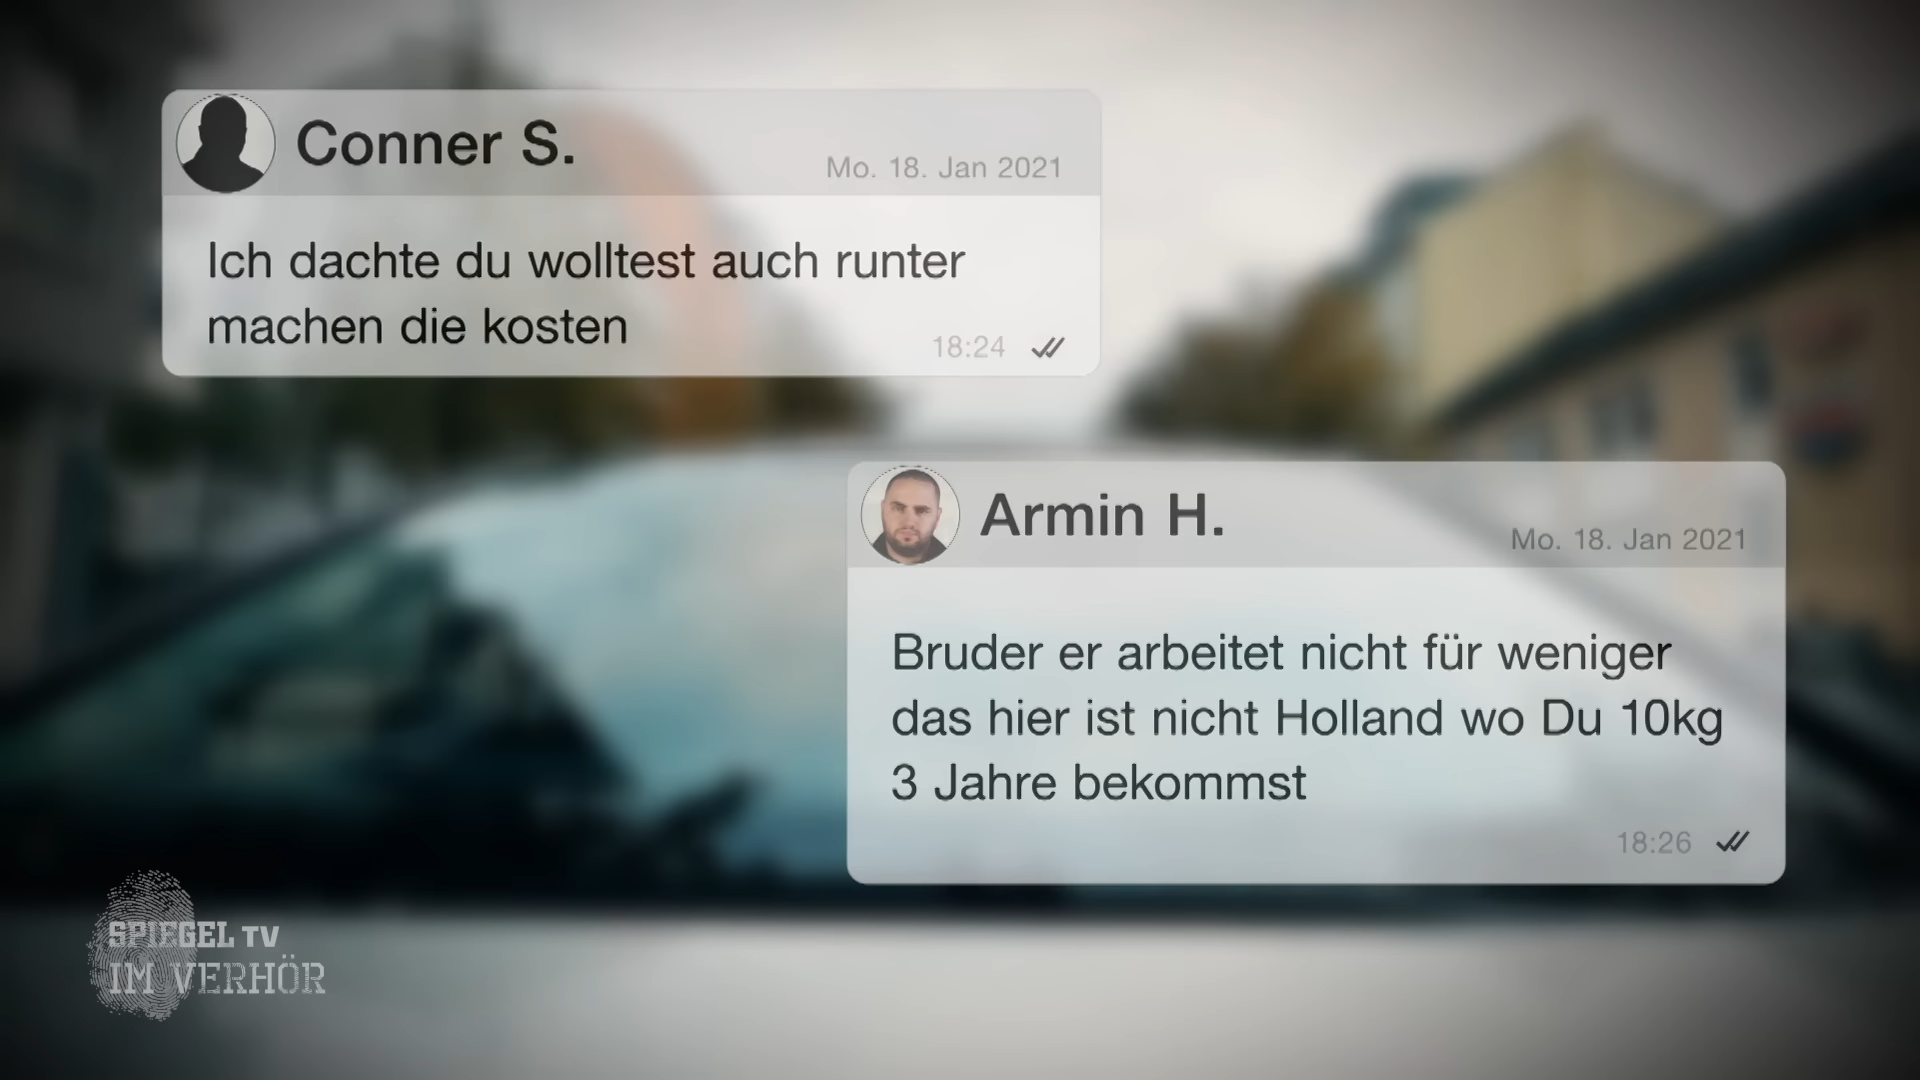 Conner S.
Mo. 18. Jan 2021
Ich dachte du wolltest auch runter
machen die kosten
18:24
Armin H.
Mo. 18. Jan 2021
Bruder er arbeitet nicht für weniger
das hier ist nicht Holland wo Du 10kg
3 Jahre bekommst
18:26
SPIEGEL TV
IM VERHÖR